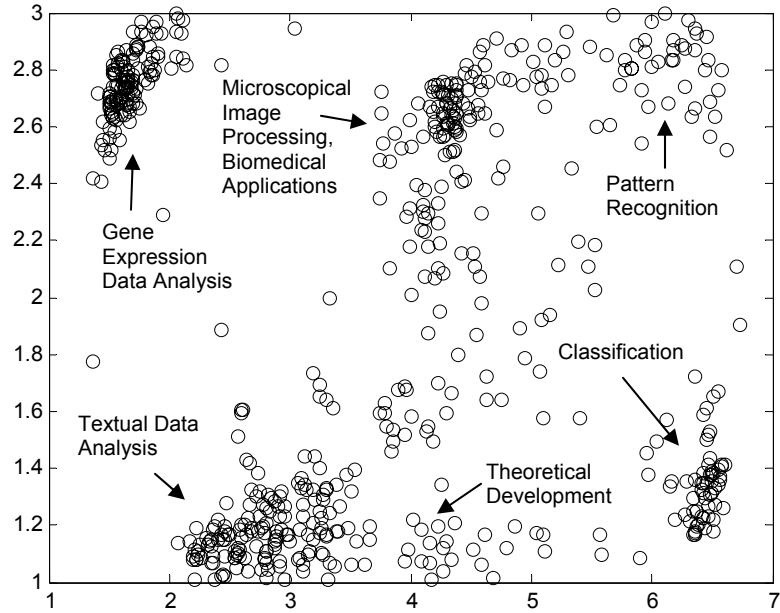 3
2.8
2.6
2.4
2.2
2
1.8
1.6
1.4
1.2
1
Microscopical
Image
Processing,
Biomedical
Applications
Pattern
Recognition
Gene
Expression
Data Analysis
Classification
Textual Data
Analysis
Theoretical
Development
1 2 3 4 5 6 7